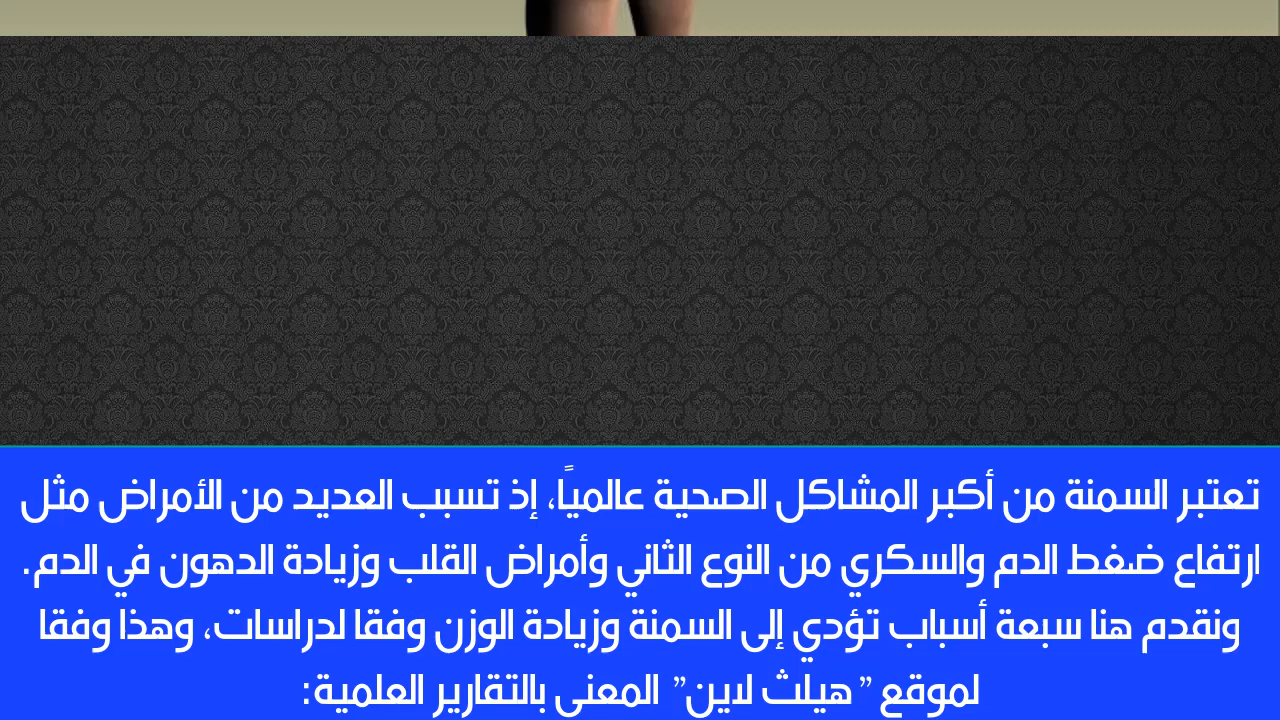 تعتبر السمنة من أكبر المشاكل الصحية عالمياً، إذ تسبب العديد من الأمراض مثل
ارتفاع ضغط الدم والسكري من النوع الثاني وأمراض القلب وزيادة الدهون في الدم.
ونقدم هنا سبعة أسباب تؤدي إلى السمنة وزيادة الوزن وفقا لدراسات، وهذا وفقا
لموقع ” هيلث لاين” المعنى بالتقارير العلمية: